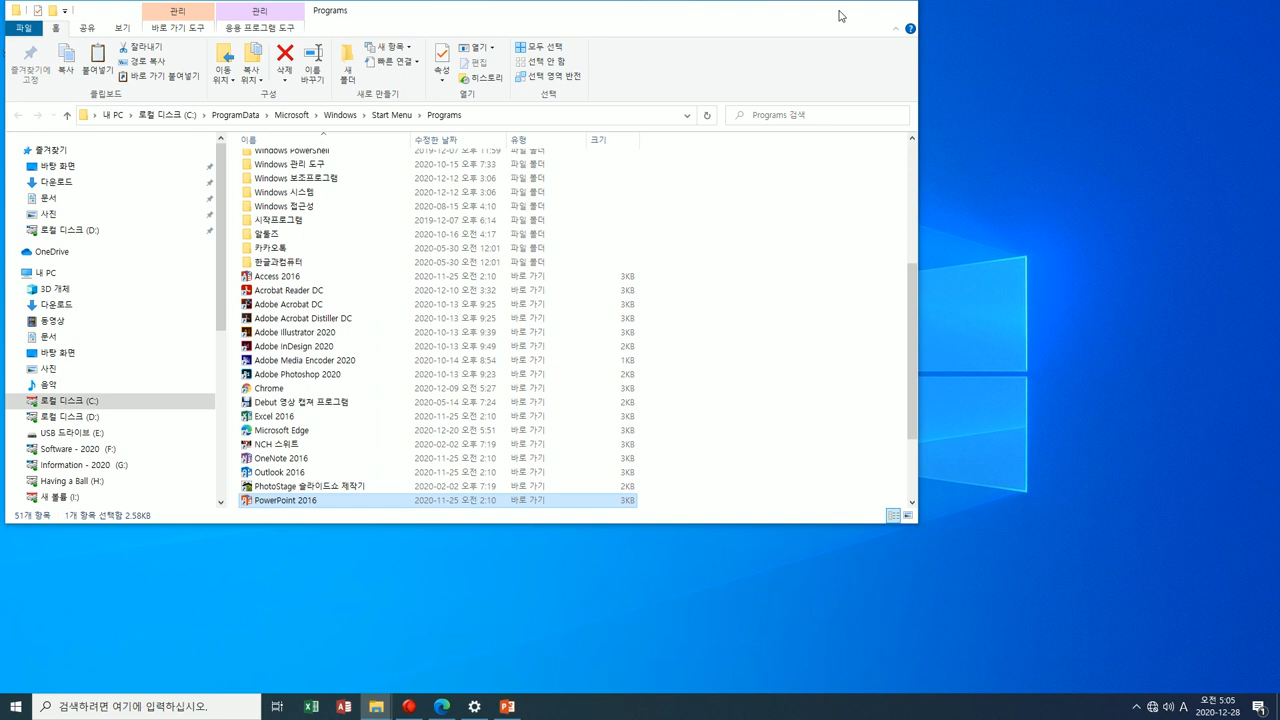 관리
관리
Programs
파일
홈
공유
보기
바로 가기 도구
응용 프로그램 도구
즐겨찾기에
고정
복사
붙여넣기
잘라내기
경로 복사
바로 가기 붙여넣기
클립보드
이동
위치
복사
위치
삭제
이름
바꾸기
구성
새
폴더
새 항목
빠른 연결
새로 만들기
속성
열기
편집
히스토리
열기
모두 선택
선택 안 함
선택 영역 반전
선택
내 PC > 로컬 디스크 (C:) > ProgramData > Microsoft > Windows > Start Menu > Programs
Programs 검색
이름 수정한 날짜 유형 크기
즐겨찾기
바탕 화면
다운로드
문서
사진
로컬 디스크 (D:)
OneDrive
내 PC
3D 개체
다운로드
동영상
문서
바탕 화면
사진
음악
로컬 디스크 (C:)
로컬 디스크 (D:)
USB 드라이브 (E:)
Software - 2020 (F:)
Information - 2020 (G:)
Having a Ball (H:)
새 볼륨 (I:)
Windows PowerShell 2019-12-07 오후 11:59 파일 폴더
Windows 관리 도구 2020-10-15 오후 7:33 파일 폴더
Windows 보조프로그램 2020-12-12 오후 3:06 파일 폴더
Windows 시스템 2020-12-12 오후 3:06 파일 폴더
Windows 접근성 2020-08-15 오후 4:10 파일 폴더
시작프로그램 2019-12-07 오후 6:14 파일 폴더
알툴즈 2020-10-16 오후 4:17 파일 폴더
카카오톡 2020-05-30 오전 12:01 파일 폴더
한글과컴퓨터 2020-05-30 오전 12:01 파일 폴더
Access 2016 2020-11-25 오전 2:10 바로 가기 3KB
Acrobat Reader DC 2020-12-10 오전 3:32 바로 가기 3KB
Adobe Acrobat DC 2020-10-13 오후 9:25 바로 가기 3KB
Adobe Acrobat Distiller DC 2020-10-13 오후 9:25 바로 가기 3KB
Adobe Illustrator 2020 2020-10-13 오후 9:39 바로 가기 3KB
Adobe InDesign 2020 2020-10-13 오후 9:49 바로 가기 2KB
Adobe Media Encoder 2020 2020-10-14 오후 8:54 바로 가기 1KB
Adobe Photoshop 2020 2020-10-13 오후 9:23 바로 가기 2KB
Chrome 2020-12-09 오전 5:27 바로 가기 3KB
Debut 영상 캡쳐 프로그램 2020-05-14 오후 7:24 바로 가기 2KB
Excel 2016 2020-11-25 오전 2:10 바로 가기 3KB
Microsoft Edge 2020-12-20 오전 5:51 바로 가기 3KB
NCH 스위트 2020-02-02 오후 7:19 바로 가기 3KB
OneNote 2016 2020-11-25 오전 2:10 바로 가기 3KB
Outlook 2016 2020-11-25 오전 2:10 바로 가기 3KB
PhotoStage 슬라이드쇼 제작기 2020-02-02 오후 7:19 바로 가기 2KB
PowerPoint 2016 2020-11-25 오전 2:10 바로 가기 3KB
51개 항목 1개 항목 선택함 2.58KB
검색하려면 여기에 입력하십시오.
A
오전 5:05
2020-12-28
1